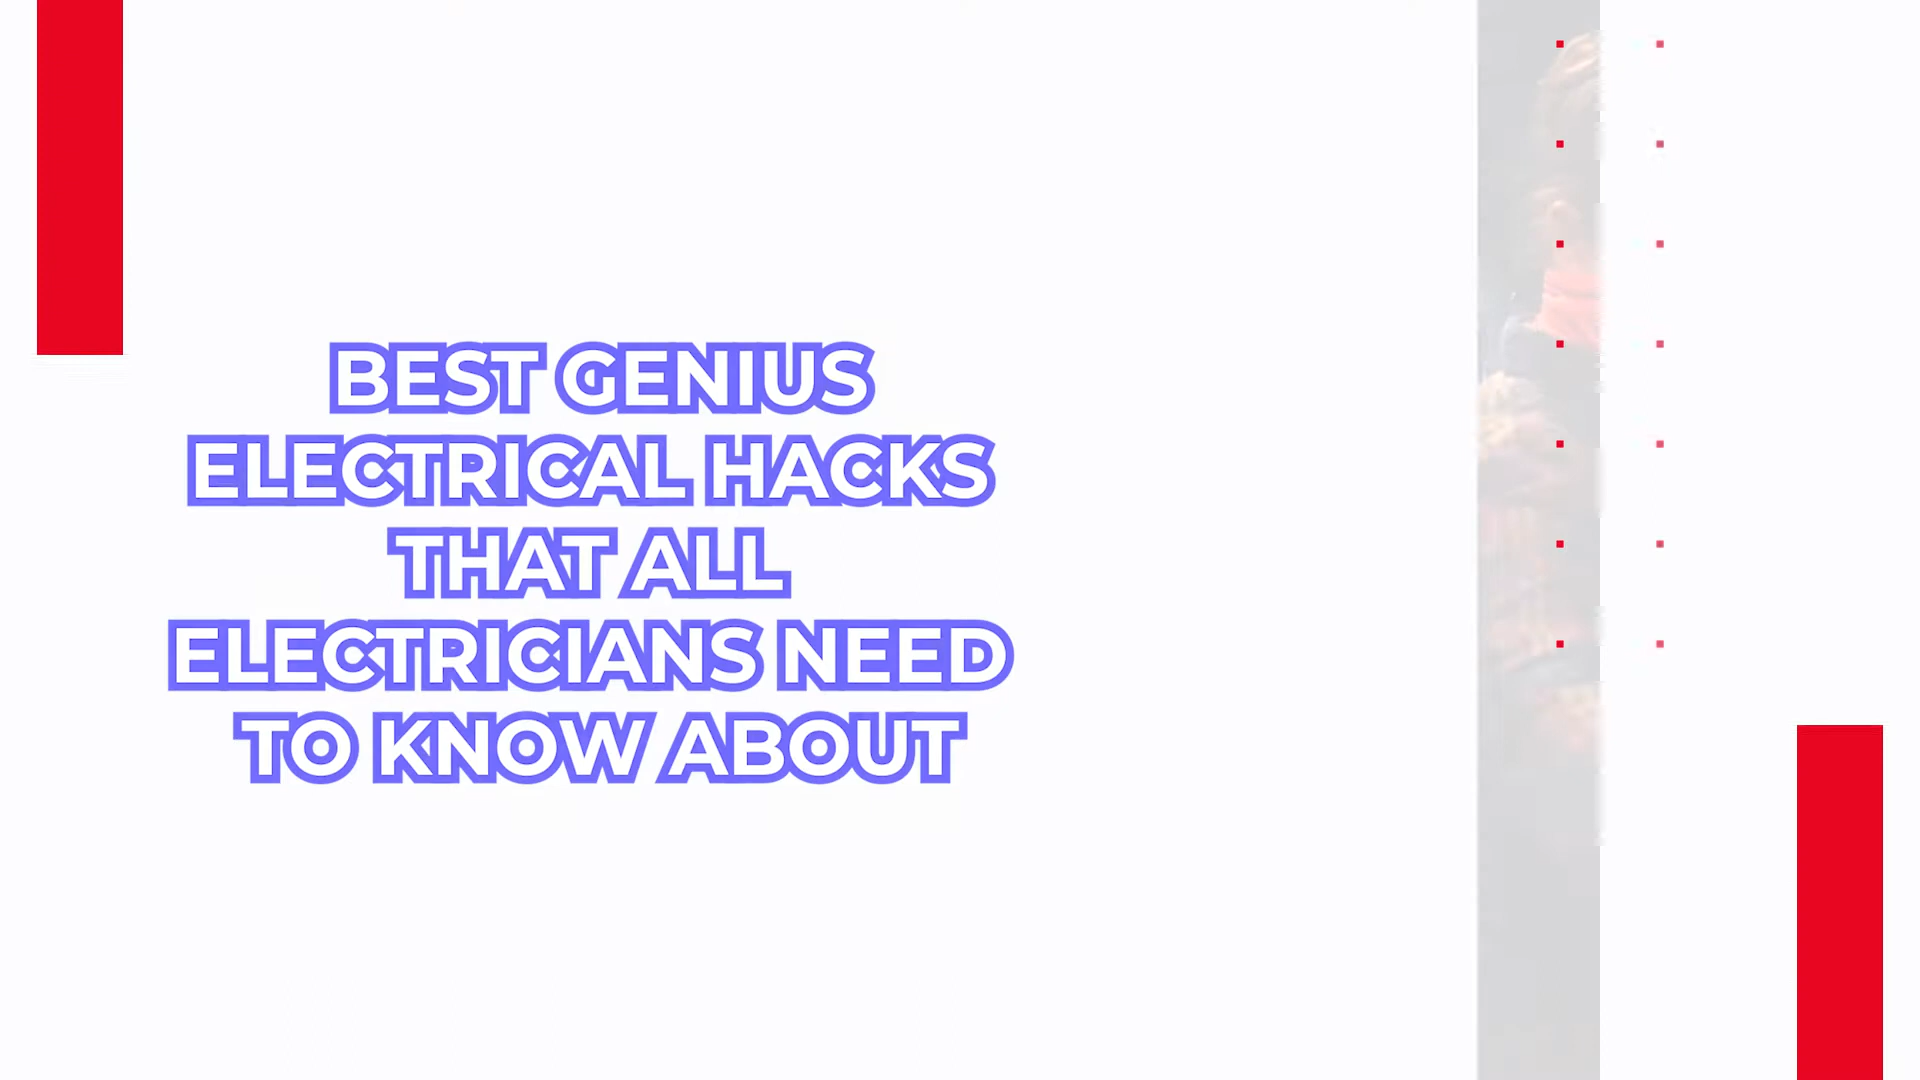 BEST GENIUS
ELECTRICAL HACKS
THAT ALL
ELECTRICIANS NEED
TO KNOW ABOUT